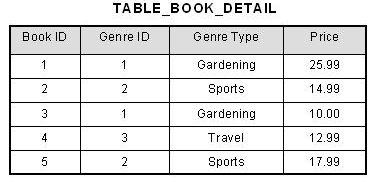 TABLE_BOOK_DETAIL
Book ID Genre ID Genre Type Price
1 1 Gardening 25.99
2 2 Sports 14.99
3 1 Gardening 10.00
4 3 Travel 12.99
5 2 Sports 17.99